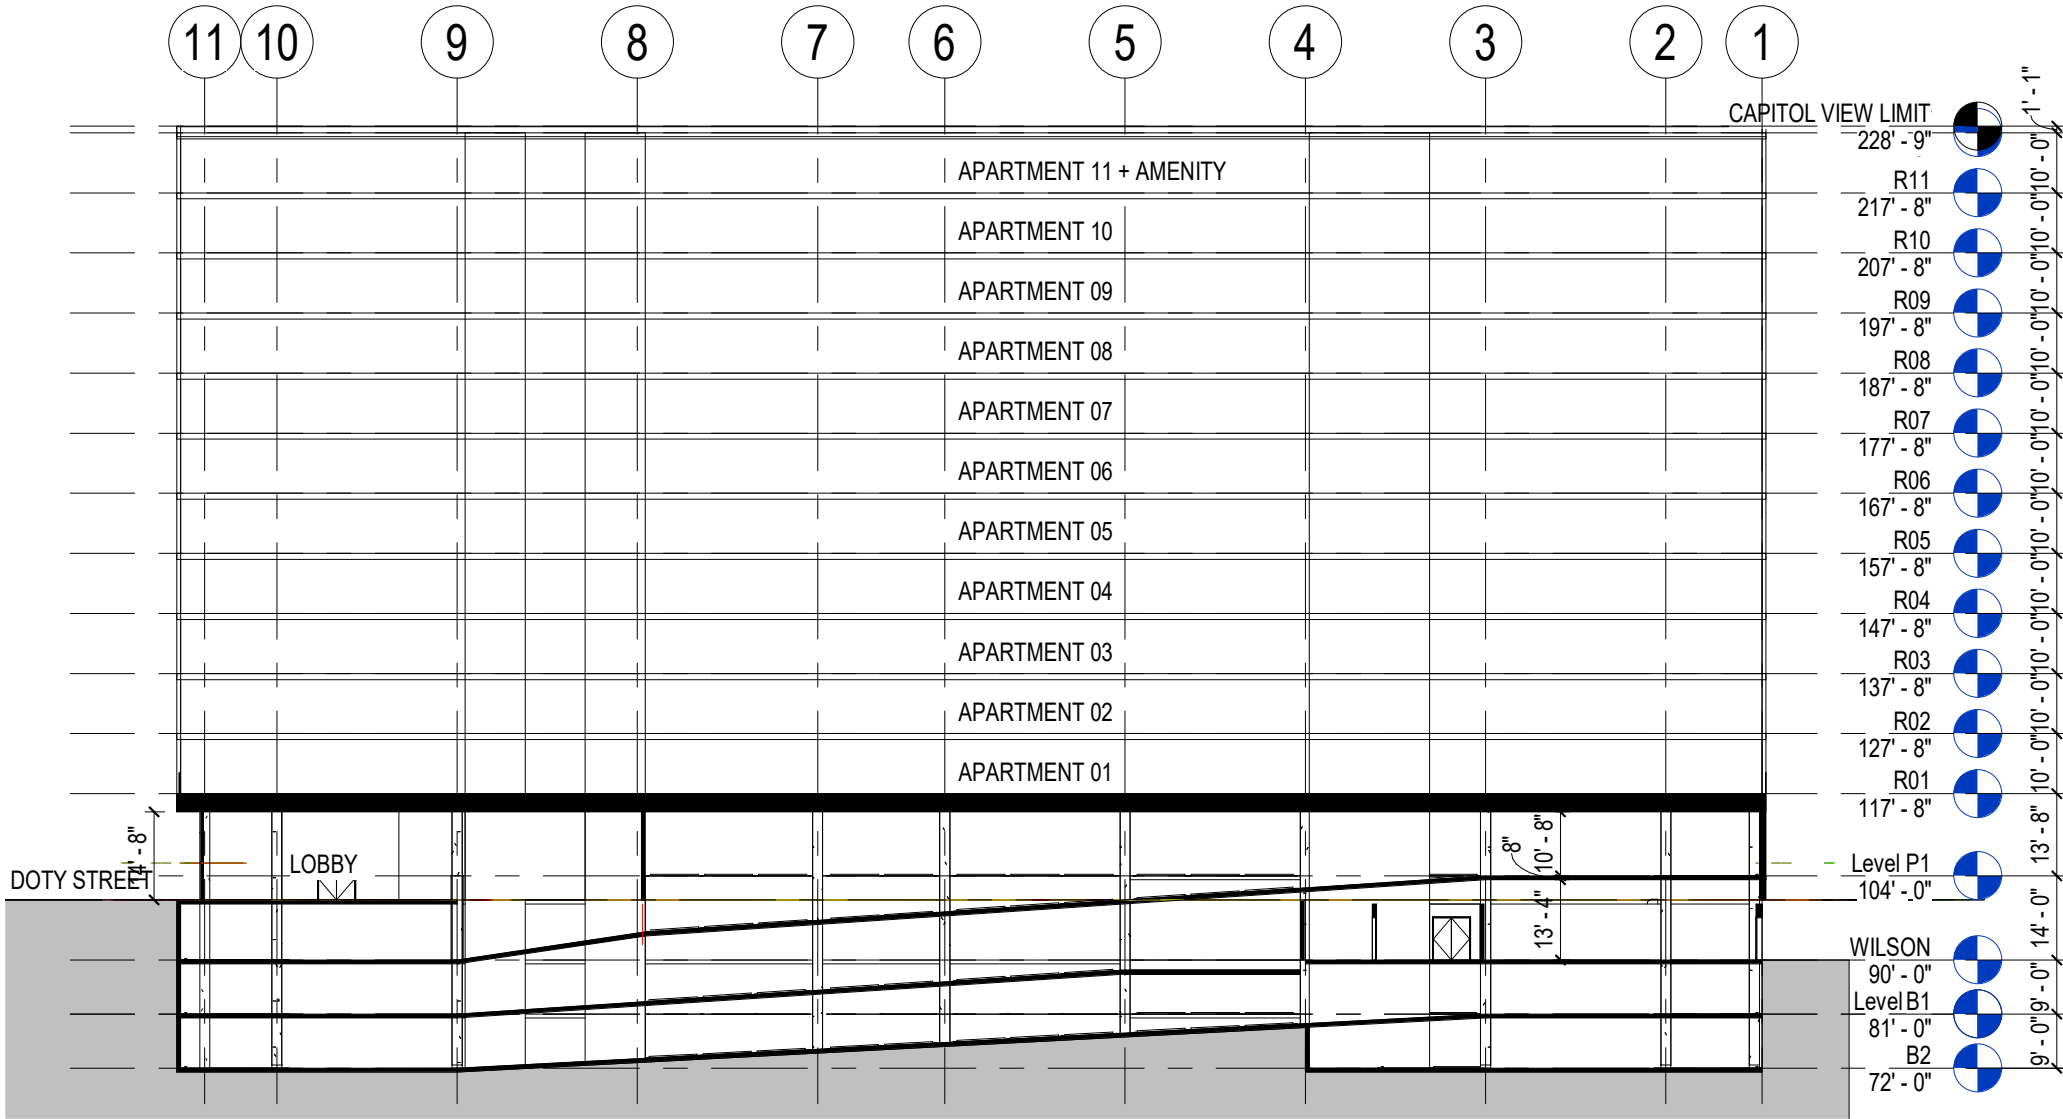 11 10 9 8 7 6 5 4 3 2 1
CAPITOL VIEW LIMIT
228' - 9"
1' - 1"
APARTMENT 11 + AMENITY
10' - 0"
R11
217' - 8"
APARTMENT 10
10' - 0"
R10
207' - 8"
APARTMENT 09
10' - 0"
R09
197' - 8"
APARTMENT 08
10' - 0"
R08
187' - 8"
APARTMENT 07
10' - 0"
R07
177' - 8"
APARTMENT 06
10' - 0"
R06
167' - 8"
APARTMENT 05
10' - 0"
R05
157' - 8"
APARTMENT 04
10' - 0"
R04
147' - 8"
APARTMENT 03
10' - 0"
R03
137' - 8"
APARTMENT 02
10' - 0"
R02
127' - 8"
APARTMENT 01
10' - 0"
R01
117' - 8"
14' - 8"
LOBBY
8"
10' - 8"
13' - 8"
Level P1
104' - 0"
DOTY STREET
13' - 4"
14' - 0"
WILSON
90' - 0"
9' - 0"
Level B1
81' - 0"
9' - 0"
B2
72' - 0"